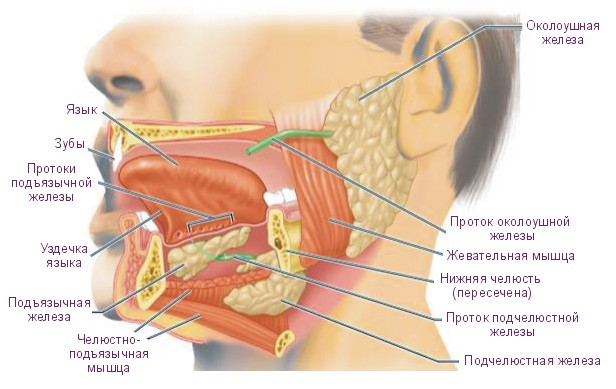 Околоушная
железа
Язык
Зубы
Протоки
подъязычной
железы
Уздечка
языка
Подъязычная
железа
Челюстно-
подъязычная
мышца
Проток околоушной
железы
Жевательная мышца
Нижняя челюсть
(пересечена)
Проток подчелюстной
железы
Подчелюстная железа